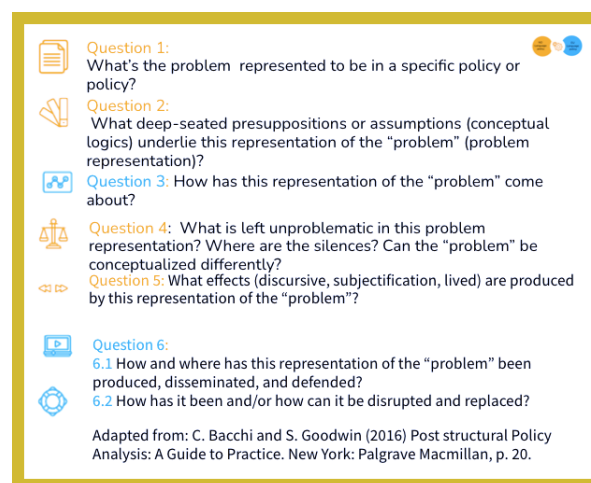 Question 1:
What's the problem represented to be in a specific policy or
policy?
Question 2:
What deep-seated presuppositions or assumptions (conceptual
logics) underlie this representation of the "problem" (problem
representation)?
Question 3: How has this representation of the "problem" come
about?
Question 4: What is left unproblematic in this problem
representation? Where are the silences? Can the "problem" be
conceptualized differently?
Question 5: What effects (discursive, subjectification, lived) are produced
by this representation of the "problem"?
Question 6:
6.1 How and where has this representation of the "problem" been
produced, disseminated, and defended?
6.2 How has it been and/or how can it be disrupted and replaced?
Adapted from: C. Bacchi and S. Goodwin (2016) Post structural Policy
Analysis: A Guide to Practice. New York: Palgrave Macmillan, p. 20.